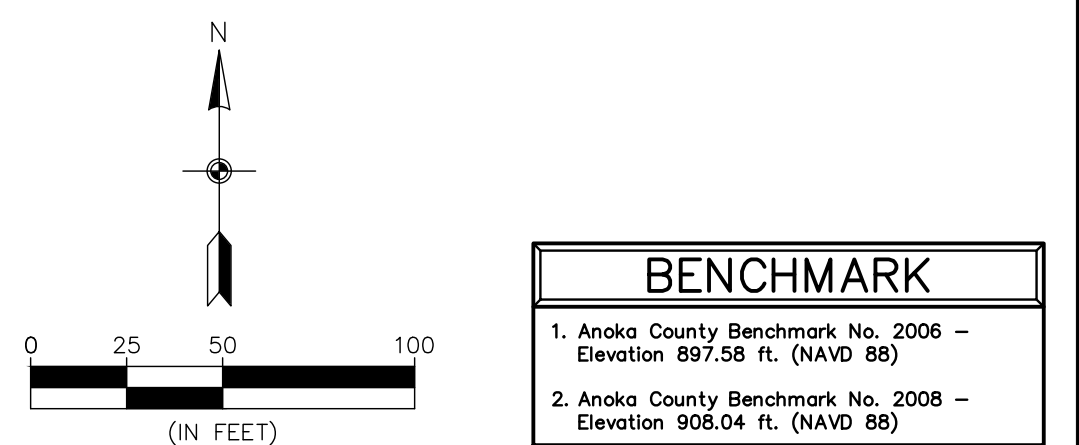 N
0 25 50 100
(IN FEET)
BENCHMARK
1. Anoka County Benchmark No. 2006 –
Elevation 897.58 ft. (NAVD 88)
2. Anoka County Benchmark No. 2008 –
Elevation 908.04 ft. (NAVD 88)